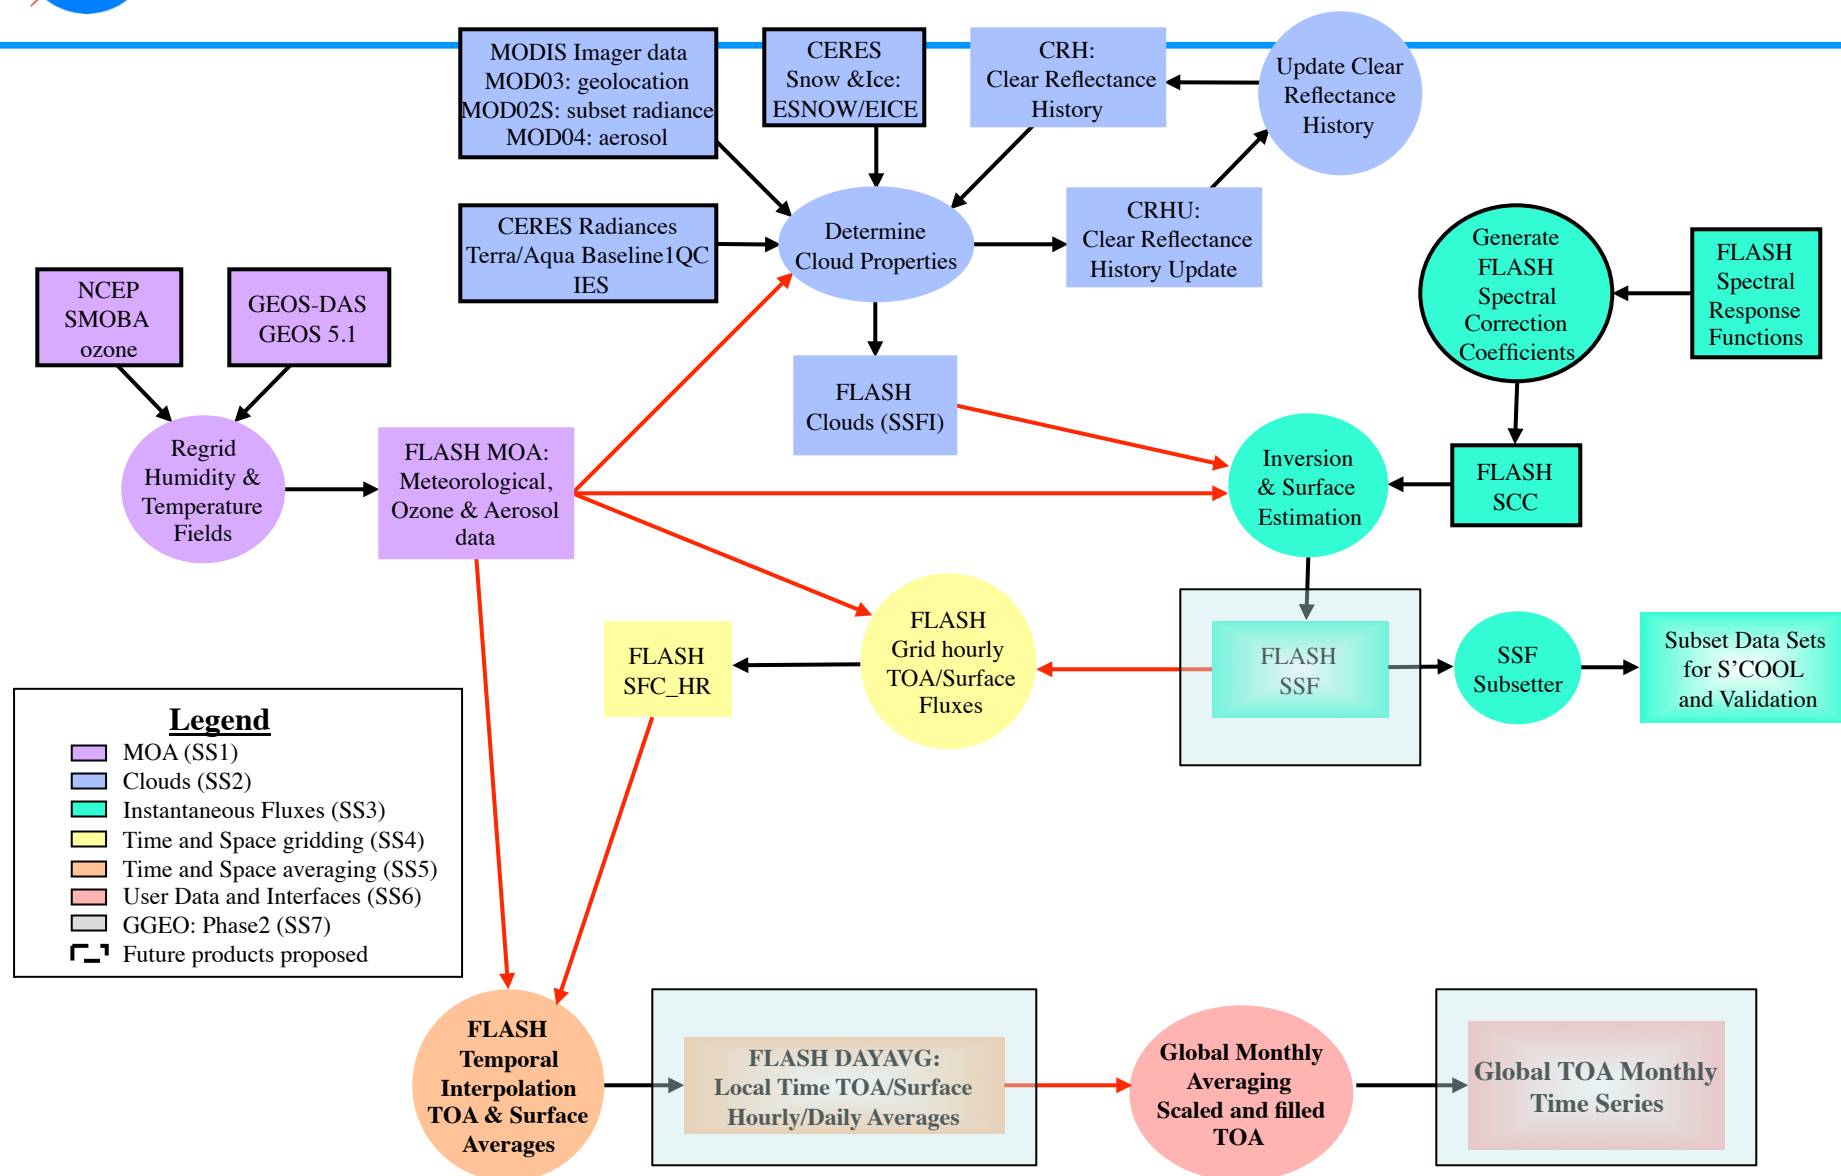 MODIS Imager data
MOD03: geolocation
MOD02S: subset radiance
MOD04: aerosol
CERES
Snow &Ice:
ESNOW/EICE
CRH:
Clear Reflectance
History
Update Clear
Reflectance
History
CERES Radiances
Terra/Aqua Baseline1QC
IES
Determine
Cloud Properties
CRHU:
Clear Reflectance
History Update
Generate
FLASH
Spectral
Correction
Coefficients
FLASH
Spectral
Response
Functions
NCEP
SMOBA
ozone
GEOS-DAS
GEOS 5.1
FLASH
Clouds (SSFI)
Regrid
Humidity &
Temperature
Fields
FLASH MOA:
Meteorological,
Ozone & Aerosol
data
Inversion
& Surface
Estimation
FLASH
SCC
FLASH
SFC_HR
FLASH
Grid hourly
TOA/Surface
Fluxes
FLASH
SSF
SSF
Subsetter
Subset Data Sets
for S’COOL
and Validation
Legend
MOA (SS1)
Clouds (SS2)
Instantaneous Fluxes (SS3)
Time and Space gridding (SS4)
Time and Space averaging (SS5)
User Data and Interfaces (SS6)
GGEO: Phase2 (SS7)
Future products proposed
FLASH
Temporal
Interpolation
TOA & Surface
Averages
FLASH DAYAVG:
Local Time TOA/Surface
Hourly/Daily Averages
Global Monthly
Averaging
Scaled and filled
TOA
Global TOA Monthly
Time Series